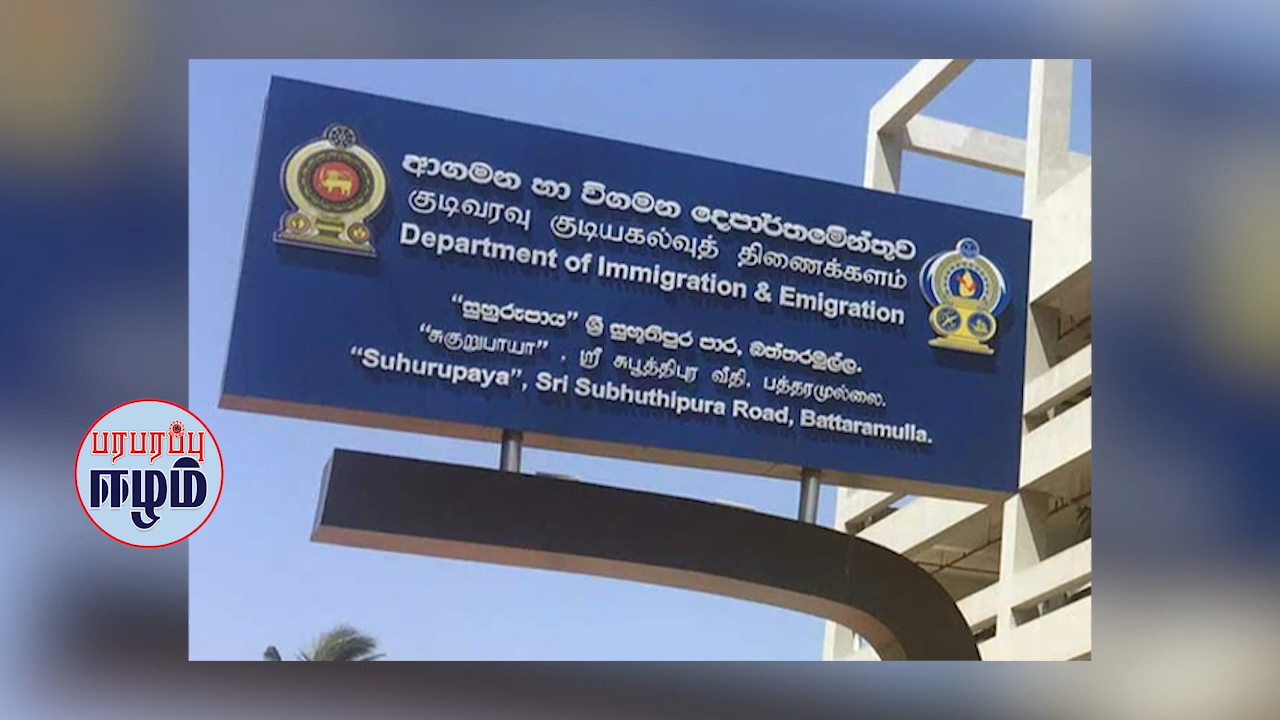 ආගමන හා විගමන දෙපාර්තමේන්තුව
குடிவரவு குடியகல்வுத் திணைக்களம்
Department of Immigration & Emigration
“සුහුරුපාය” ශ්‍රී සුභූතිපුර පාර, බත්තරමුල්ල.
“சுகுறுபாயா” , ஸ்ரீ சுபூத்திபுர வீதி, பத்தரமுல்லை.
“Suhurupaya”, Sri Subhuthipura Road, Battaramulla.
பரபரப்பு
ஈழம்